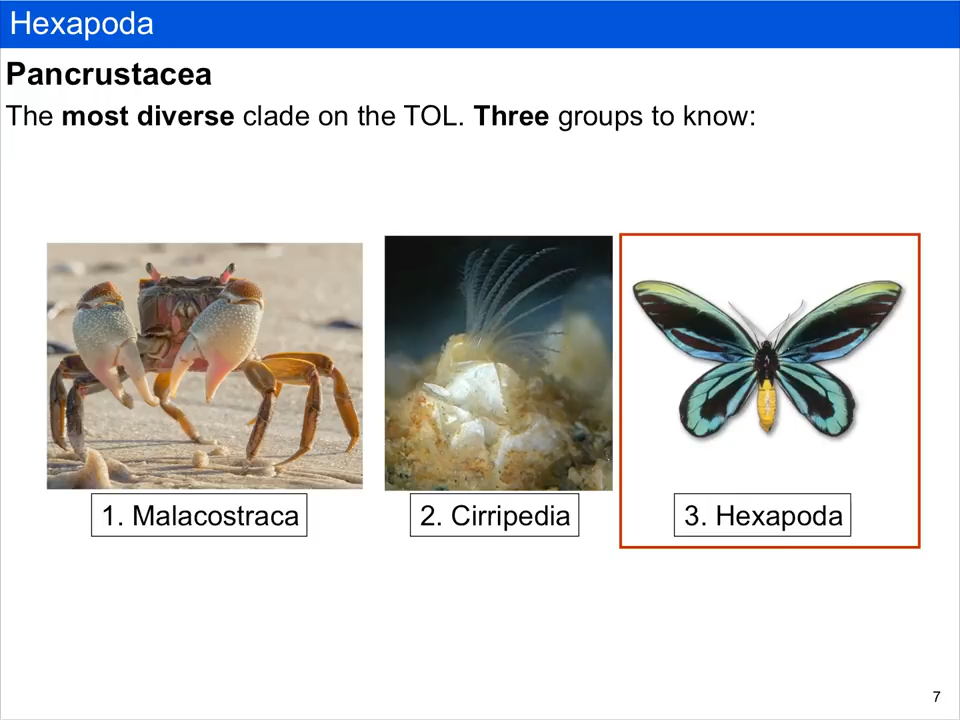 Hexapoda
Pancrustacea
The most diverse clade on the TOL. Three groups to know:
1. Malacostraca
2. Cirripedia
3. Hexapoda
7